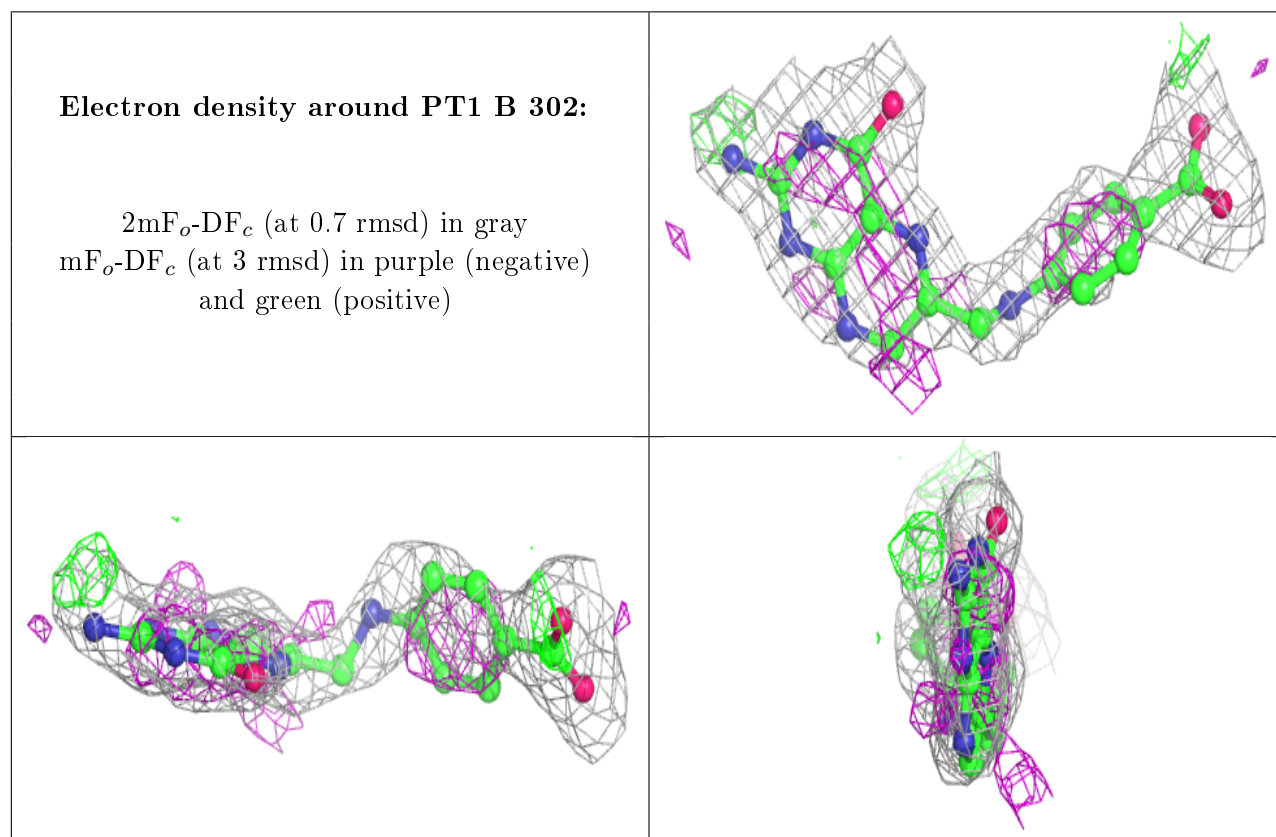 Electron density around PT1 B 302:
2mFo-DFc (at 0.7 rmsd) in gray
mFo-DFc (at 3 rmsd) in purple (negative)
and green (positive)